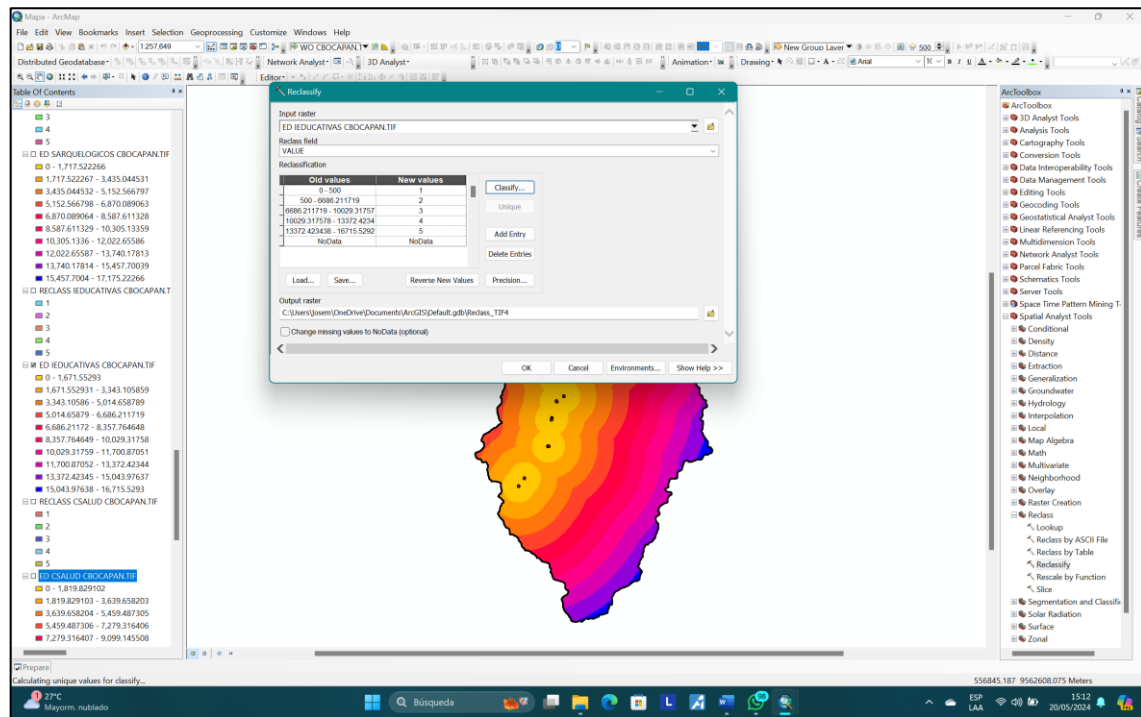 Mapa - ArcMap
File Edit View Bookmarks Insert Selection Geoprocessing Customize Windows Help
1:257,649
WO CBOCAPAN.T
New Group Layer
500
Distributed Geodatabase
Network Analyst
3D Analyst
Animation
Drawing
Arial
10
B I U A
Editor
Table Of Contents
3
4
5
ED SARQUELOGICOS CBOCAPAN.TIF
0 - 1,717.522266
1,717.522267 - 3,435.044531
3,435.044532 - 5,152.566797
5,152.566798 - 6,870.089063
6,870.089064 - 8,587.611328
8,587.611329 - 10,305.13359
10,305.1336 - 12,022.65586
12,022.65587 - 13,740.17813
13,740.17814 - 15,457.70039
15,457.7004 - 17,175.22266
RECLASS IEDUCATIVAS CBOCAPAN.T
1
2
3
4
5
ED IEDUCATIVAS CBOCAPAN.TIF
0 - 1,671.55293
1,671.552931 - 3,343.105859
3,343.10586 - 5,014.658789
5,014.65879 - 6,686.211719
6,686.21172 - 8,357.764648
8,357.764649 - 10,029.31758
10,029.31759 - 11,700.87051
11,700.87052 - 13,372.42344
13,372.42345 - 15,043.97637
15,043.97638 - 16,715.5293
RECLASS CSALUD CBOCAPAN.TIF
1
2
3
4
5
ED CSALUD CBOCAPAN.TIF
0 - 1,819.829102
1,819.829103 - 3,639.658203
3,639.658204 - 5,459.487305
5,459.487306 - 7,279.316406
7,279.316407 - 9,099.145508
Reclassify
Input raster
ED IEDUCATIVAS CBOCAPAN.TIF
Reclass field
VALUE
Reclassification
Old values New values
0 - 500 1
500 - 6686.211719 2
6686.211719 - 10029.31757 3
10029.317578 - 13372.4234 4
13372.423438 - 16715.5292 5
NoData NoData
Classify...
Unique
Add Entry
Delete Entries
Load... Save... Reverse New Values Precision...
Output raster
C:\Users\Josem\OneDrive\Documents\ArcGIS\Default.gdb\Reclass_TIF4
Change missing values to NoData (optional)
OK Cancel Environments... Show Help >>
ArcToolbox
ArcToolbox
3D Analyst Tools
Analysis Tools
Cartography Tools
Conversion Tools
Data Interoperability Tools
Data Management Tools
Editing Tools
Geocoding Tools
Geostatistical Analyst Tools
Linear Referencing Tools
Multidimension Tools
Network Analyst Tools
Parcel Fabric Tools
Schematics Tools
Server Tools
Space Time Pattern Mining T
Spatial Analyst Tools
Conditional
Density
Distance
Extraction
Generalization
Groundwater
Hydrology
Interpolation
Local
Map Algebra
Math
Multivariate
Neighborhood
Overlay
Raster Creation
Reclass
Lookup
Reclass by ASCII File
Reclass by Table
Reclassify
Rescale by Function
Slice
Segmentation and Classifi
Solar Radiation
Surface
Zonal
Catalog
Search
Create Features
Prepare
Calculating unique values for classify...
556845.187 9562608.075 Meters
1
27°C
Mayorm. nublado
Búsqueda
L
98
ESP
LAA
15:12
20/05/2024